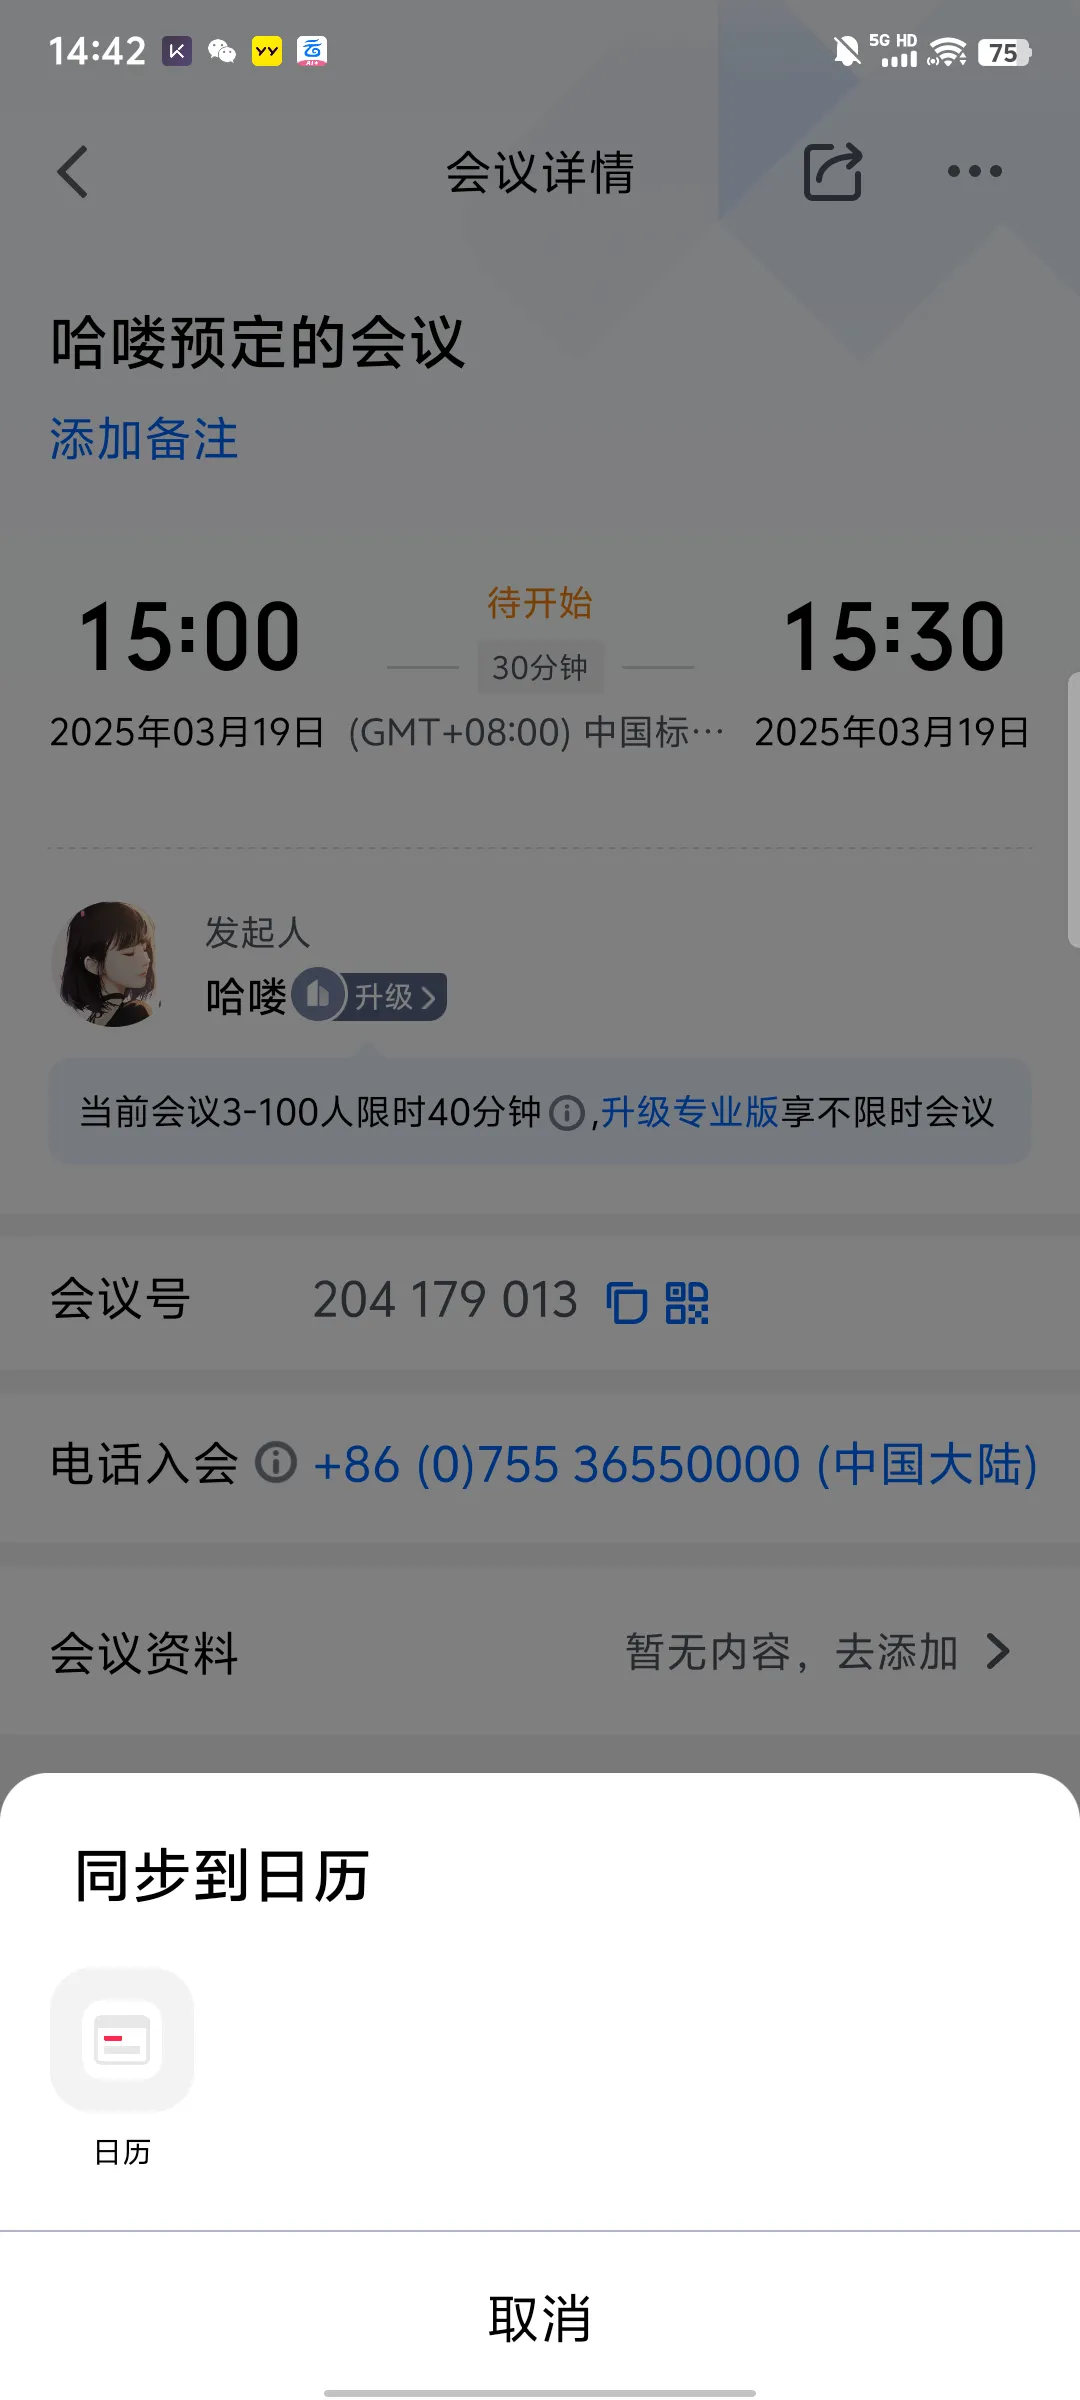 14:42
5G HD
75
会议详情
哈喽预定的会议
添加备注
待开始
15:00
30分钟
15:30
2025年03月19日
(GMT+08:00) 中国标…
2025年03月19日
发起人
哈喽
升级
当前会议3-100人限时40分钟,升级专业版享不限时会议
会议号
204 179 013
电话入会
+86 (0)755 36550000 (中国大陆)
会议资料
暂无内容，去添加
同步到日历
日历
取消